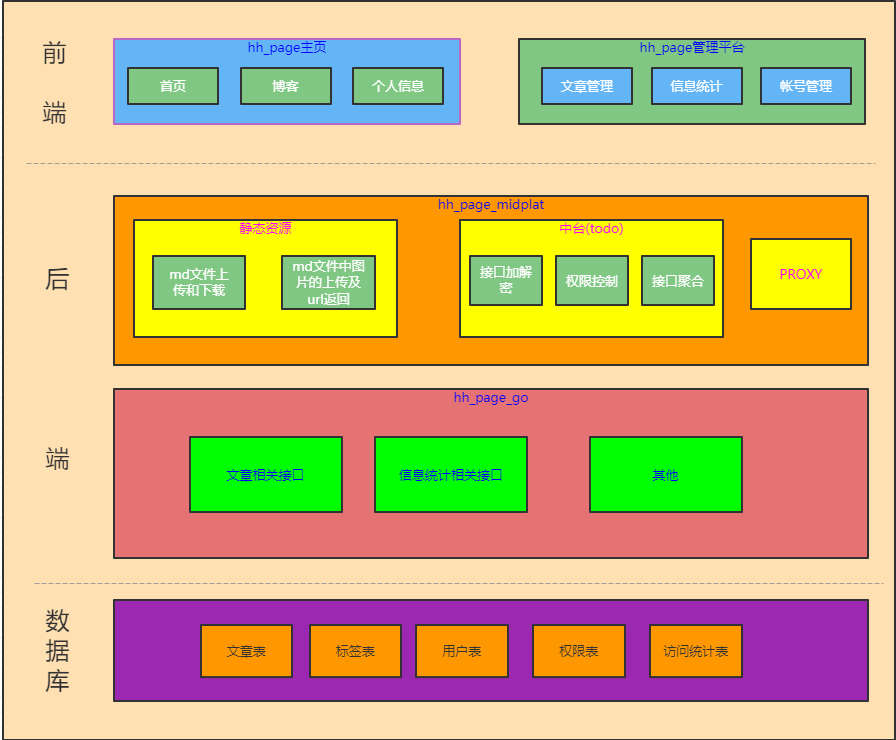 前
端
hh_page主页
首页
博客
个人信息
hh_page管理平台
文章管理
信息统计
帐号管理
后
hh_page_midplat
静态资源
md文件上
传和下载
md文件中图
片的上传及
url返回
中台(todo)
接口加解
密
权限控制
接口聚合
PROXY
端
hh_page_go
文章相关接口
信息统计相关接口
其他
数
据
库
文章表
标签表
用户表
权限表
访问统计表